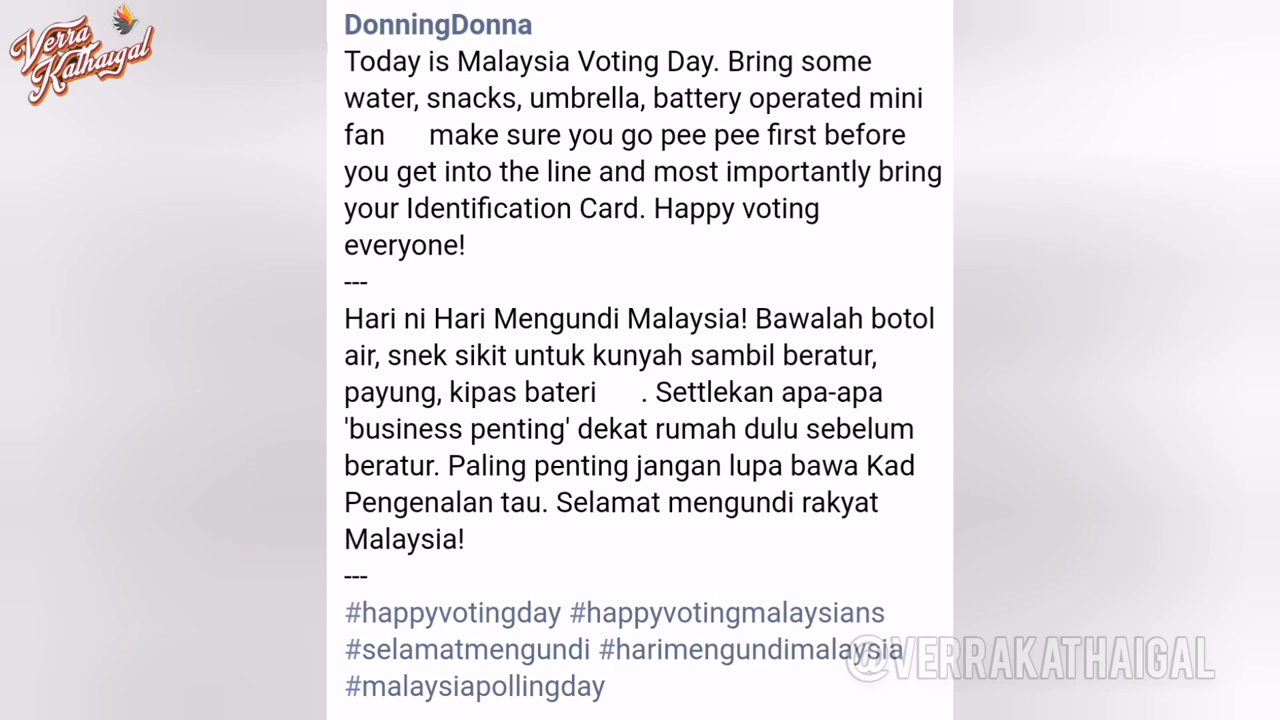 Verra
Kathaigal
DonningDonna
Today is Malaysia Voting Day. Bring some
water, snacks, umbrella, battery operated mini
fan make sure you go pee pee first before
you get into the line and most importantly bring
your Identification Card. Happy voting
everyone!
---
Hari ni Hari Mengundi Malaysia! Bawalah botol
air, snek sikit untuk kunyah sambil beratur,
payung, kipas bateri . Settlekan apa-apa
'business penting' dekat rumah dulu sebelum
beratur. Paling penting jangan lupa bawa Kad
Pengenalan tau. Selamat mengundi rakyat
Malaysia!
---
#happyvotingday #happyvotingmalaysians
#selamatmengundi #harimengundimalaysia
#malaysiapollingday
@VERRAKATHAIGAL